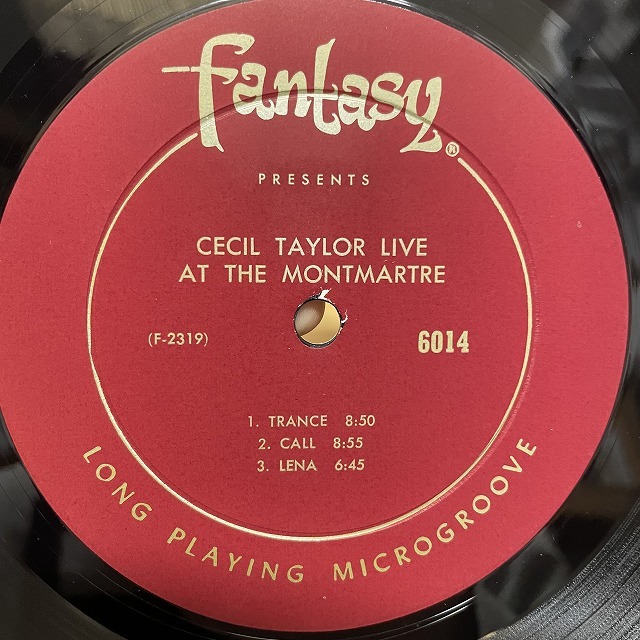 fantasy®
PRESENTS
CECIL TAYLOR LIVE
AT THE MONTMARTRE
(F-2319) 6014
1. TRANCE 8:50
2. CALL 8:55
3. LENA 6:45
LONG PLAYING MICROGROOVE